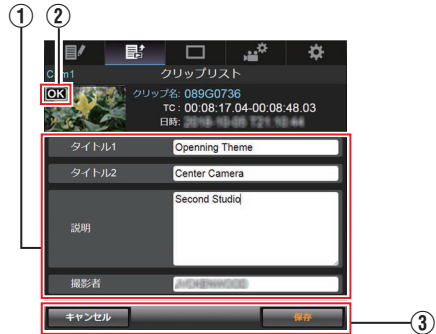 ① ②
Cam1 クリップリスト
OK
クリップ名: 089G0736
TC : 00:08:17.04-00:08:48.03
日時:
タイトル1 Openning Theme
タイトル2 Center Camera
説明 Second Studio
撮影者
キャンセル 保存
③